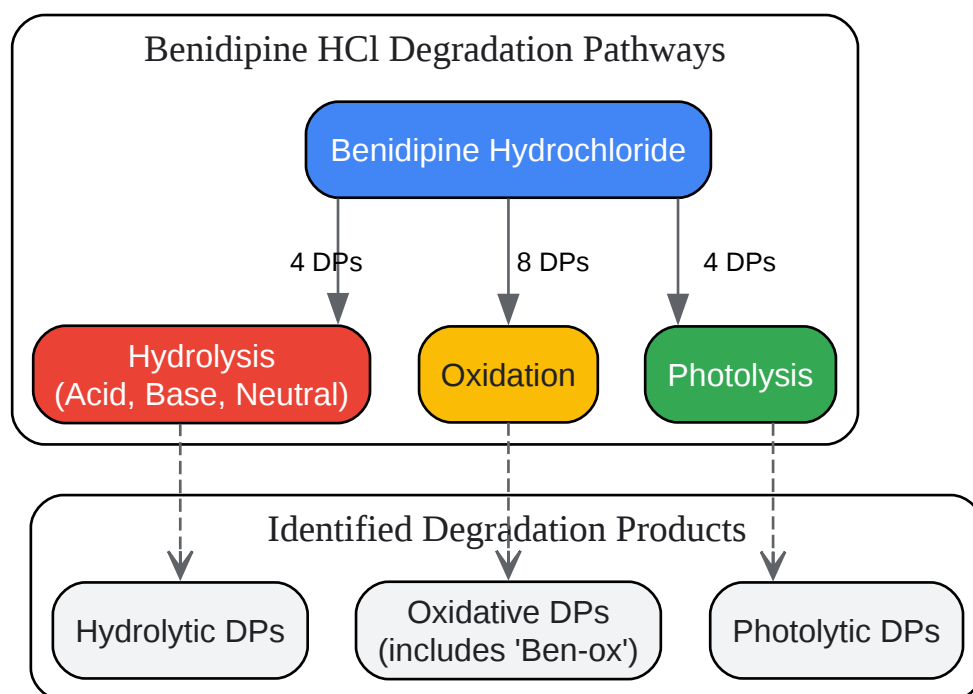 Benidipine HCl Degradation Pathways
Benidipine Hydrochloride
4 DPs
8 DPs
4 DPs
Hydrolysis
(Acid, Base, Neutral)
Oxidation
Photolysis
Identified Degradation Products
Hydrolytic DPs
Oxidative DPs
(includes 'Ben-ox')
Photolytic DPs